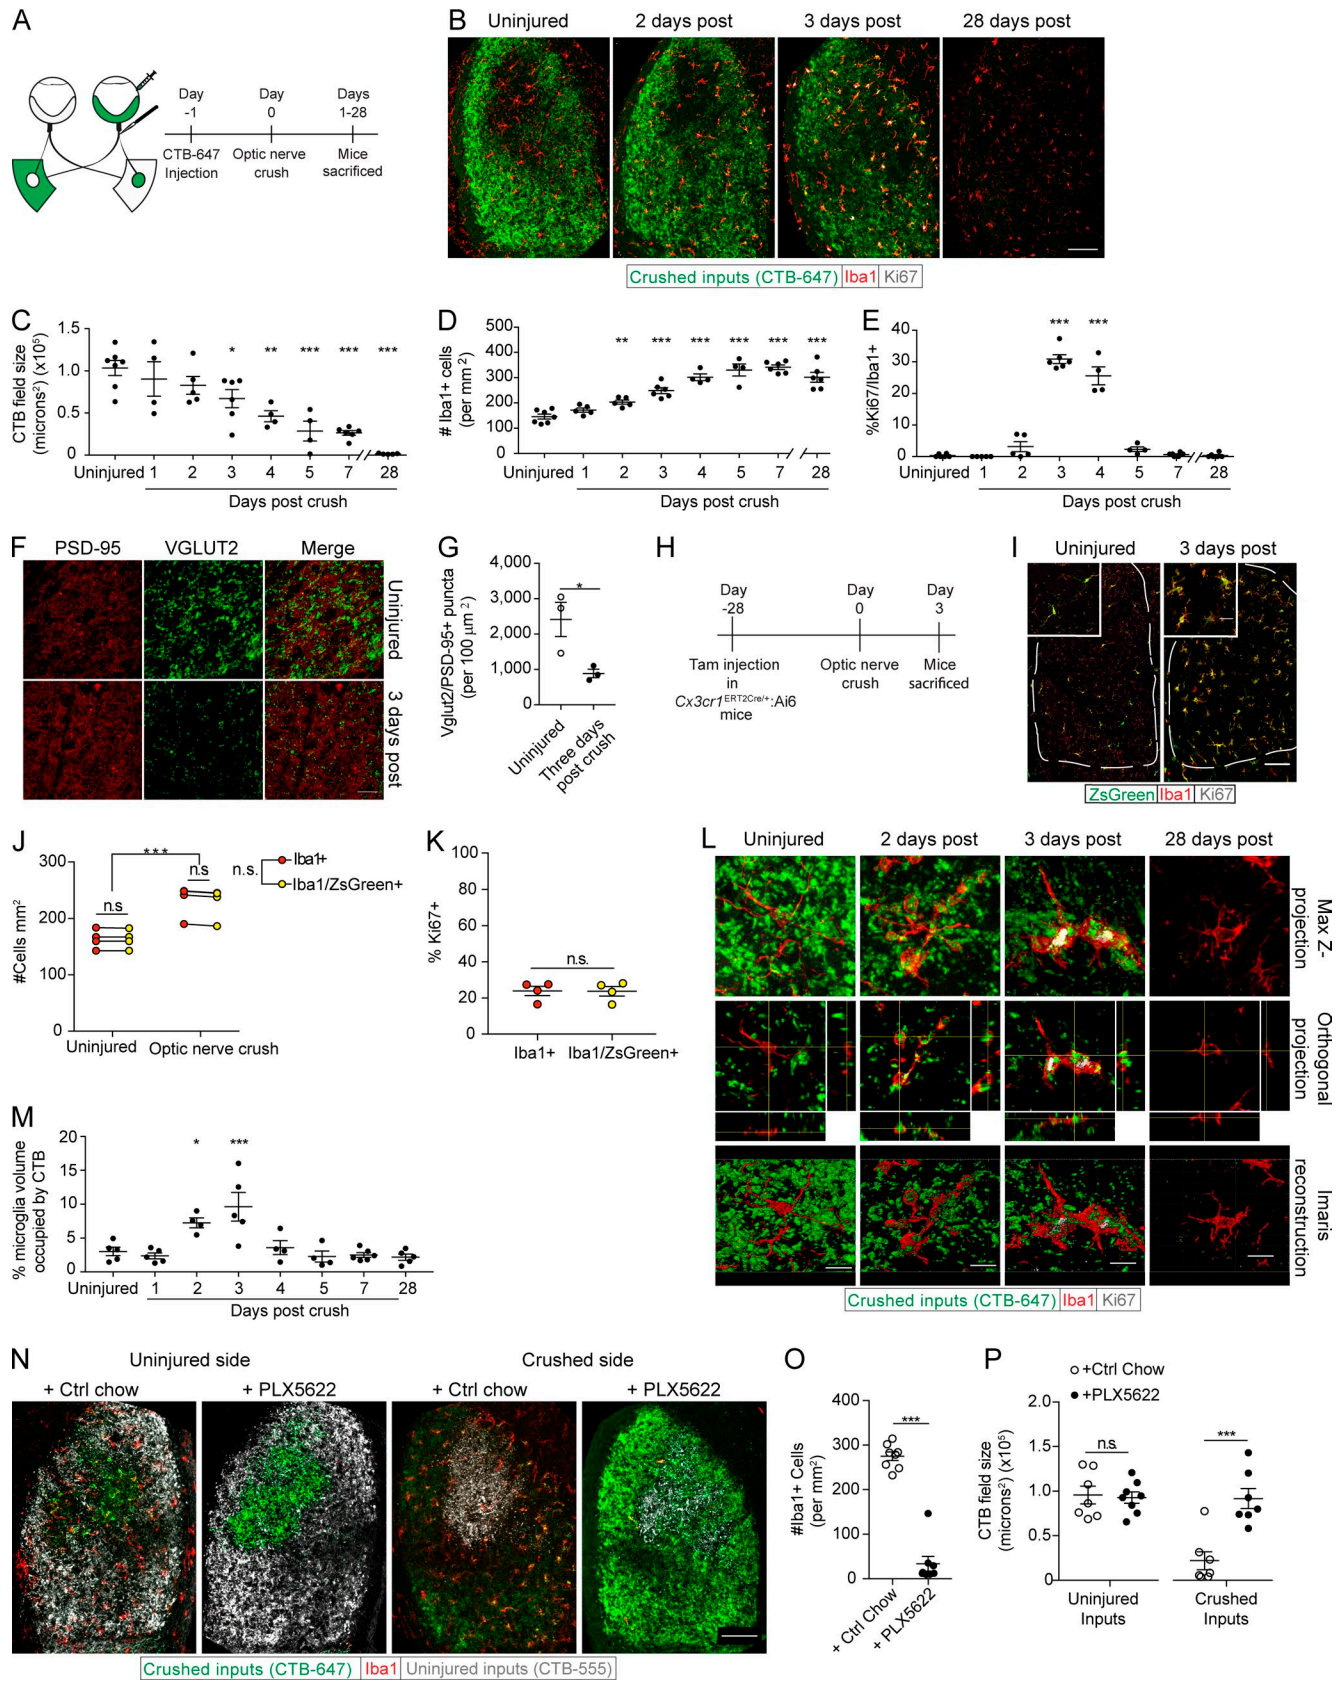 A
Day
-1
Day
0
Days
1-28
CTB-647
Injection
Optic nerve
crush
Mice
sacrificed
B
Uninjured
2 days post
3 days post
28 days post
Crushed inputs (CTB-647) Iba1 Ki67
C
CTB field size
(microns²) (x10⁵)
1.5
1.0
0.5
0
* ** *** *** ***
Uninjured 1 2 3 4 5 7 28
Days post crush
D
# Iba1+ cells
(per mm²)
500
400
300
200
100
0
** *** *** *** *** ***
Uninjured 1 2 3 4 5 7 28
Days post crush
E
%Ki67/Iba1+
40
30
20
10
0
*** ***
Uninjured 1 2 3 4 5 7 28
Days post crush
F
PSD-95
VGLUT2
Merge
Uninjured
3 days post
G
Vglut2/PSD-95+ puncta
(per 100 µm²)
4,000
3,000
2,000
1,000
0
*
Uninjured
Three days
post crush
H
Day
-28
Day
0
Day
3
Tam injection
in
Cx3cr1ᴱᴿᵀ²ᶜʳᵉ/⁺:Ai6
mice
Optic nerve
crush
Mice
sacrificed
I
Uninjured
3 days post
ZsGreen Iba1 Ki67
J
#Cells mm²
300
200
100
0
***
n.s
n.s
n.s.
Iba1+
Iba1/ZsGreen+
Uninjured
Optic nerve crush
K
% Ki67+
100
80
60
40
20
0
n.s.
Iba1+
Iba1/ZsGreen+
L
Uninjured
2 days post
3 days post
28 days post
Max Z-
projection
Orthogonal
projection
Imaris
reconstruction
Crushed inputs (CTB-647) Iba1 Ki67
M
% microglia volume
occupied by CTB
20
15
10
5
0
* ***
Uninjured 1 2 3 4 5 7 28
Days post crush
N
Uninjured side
Crushed side
+ Ctrl chow
+ PLX5622
+ Ctrl chow
+ PLX5622
Crushed inputs (CTB-647) Iba1 Uninjured inputs (CTB-555)
O
#Iba1+ Cells
(per mm²)
400
300
200
100
0
***
+ Ctrl Chow
+ PLX5622
P
+Ctrl Chow
+PLX5622
CTB field size
(microns²) (x10⁵)
2.0
1.5
1.0
0.5
0
n.s.
***
Uninjured
Inputs
Crushed
Inputs